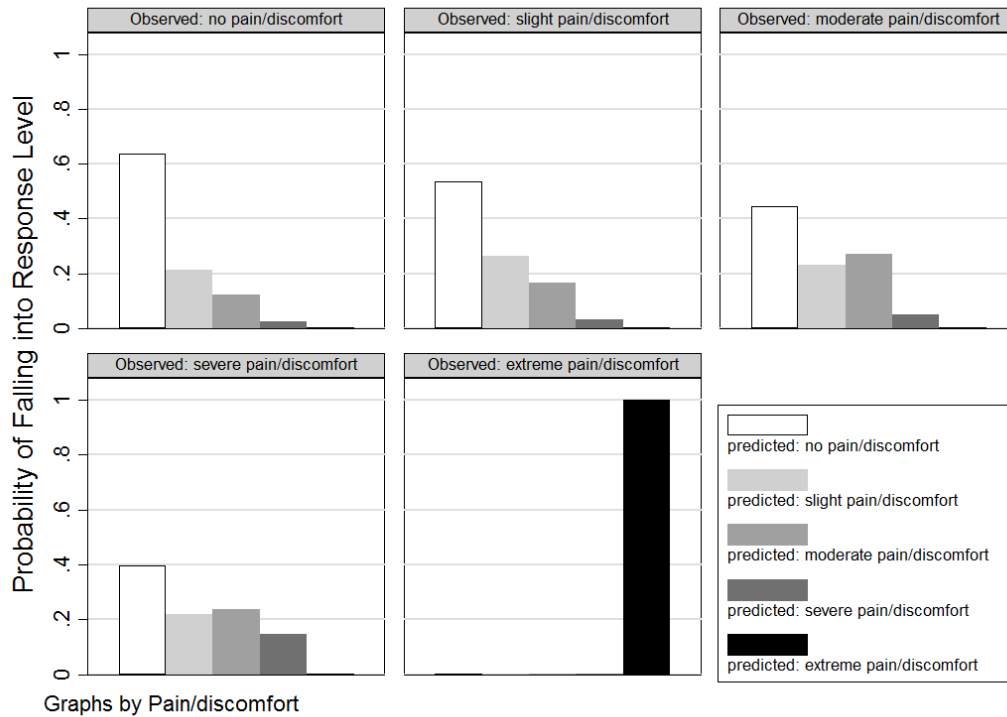 Observed: no pain/discomfort
Observed: slight pain/discomfort
Observed: moderate pain/discomfort
Probability of Falling into Response Level
1
.8
.6
.4
.2
0
Observed: severe pain/discomfort
Observed: extreme pain/discomfort
1
.8
.6
.4
.2
0
predicted: no pain/discomfort
predicted: slight pain/discomfort
predicted: moderate pain/discomfort
predicted: severe pain/discomfort
predicted: extreme pain/discomfort
Graphs by Pain/discomfort